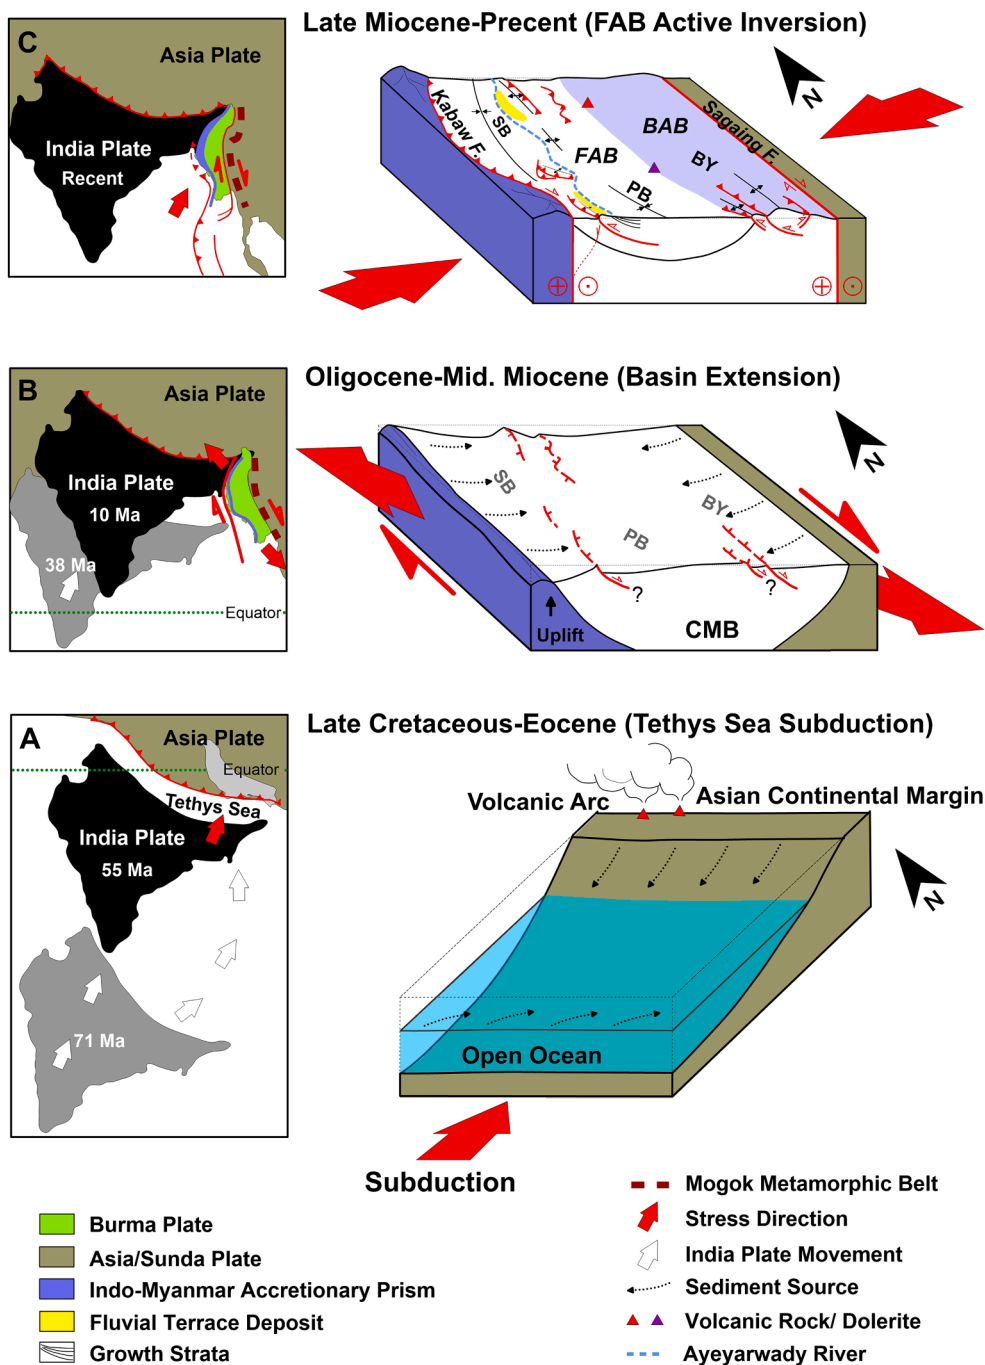 Late Miocene-Precent (FAB Active Inversion)
C
Asia Plate
India Plate
Recent
Kabaw F.
SB
FAB
PB
BAB
BY
Sagaing F.
N
Oligocene-Mid. Miocene (Basin Extension)
B
Asia Plate
India Plate
10 Ma
38 Ma
Equator
SB
PB
BY
?
?
Uplift
CMB
N
Late Cretaceous-Eocene (Tethys Sea Subduction)
A
Asia Plate
Equator
Tethys Sea
India Plate
55 Ma
71 Ma
Volcanic Arc
Asian Continental Margin
N
Open Ocean
Subduction
Burma Plate
Asia/Sunda Plate
Indo-Myanmar Accretionary Prism
Fluvial Terrace Deposit
Growth Strata
Mogok Metamorphic Belt
Stress Direction
India Plate Movement
Sediment Source
Volcanic Rock/ Dolerite
Ayeyarwady River